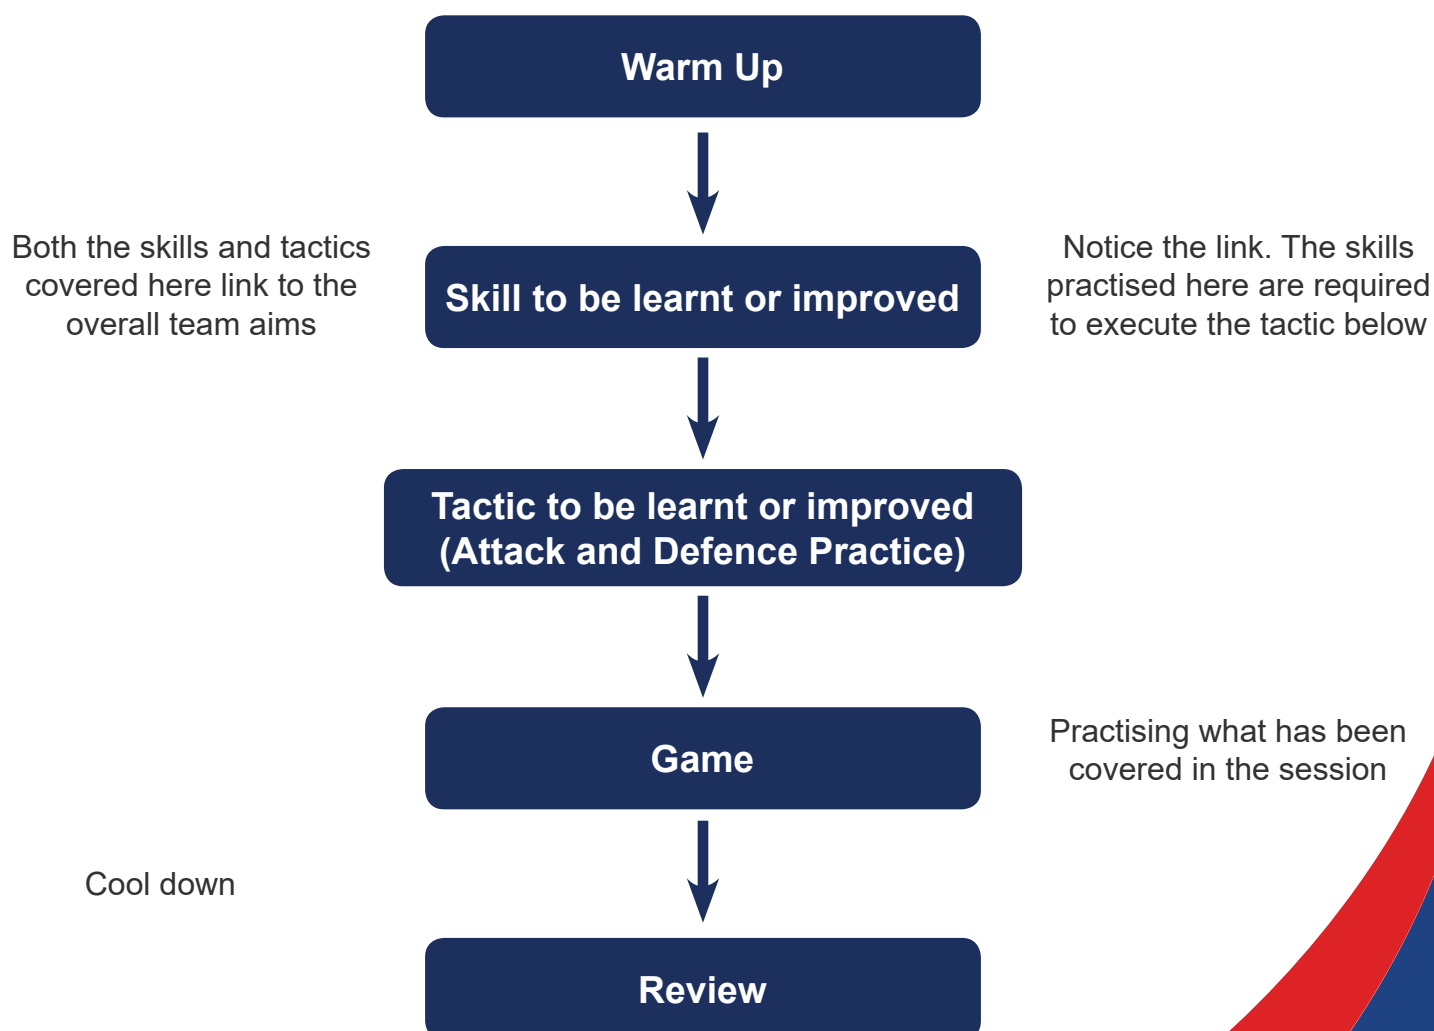 Warm Up
Both the skills and tactics
covered here link to the
overall team aims
Skill to be learnt or improved
Notice the link. The skills
practised here are required
to execute the tactic below
Tactic to be learnt or improved
(Attack and Defence Practice)
Game
Practising what has been
covered in the session
Cool down
Review